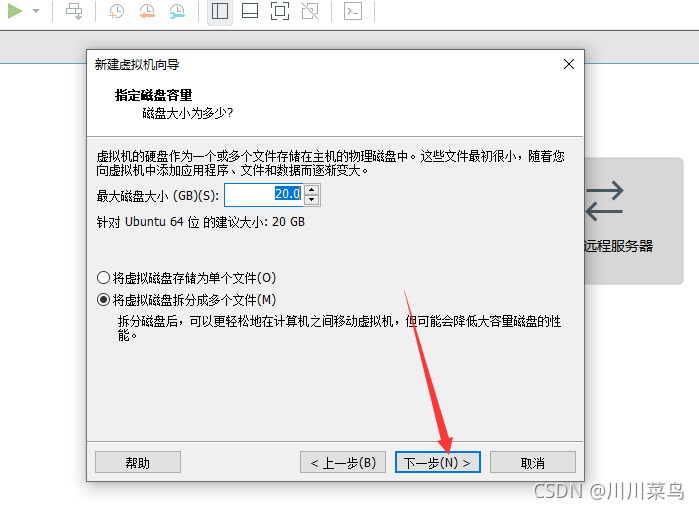 新建虚拟机向导
指定磁盘容量
磁盘大小为多少?
虚拟机的硬盘作为一个或多个文件存储在主机的物理磁盘中。这些文件最初很小，随着您
向虚拟机中添加应用程序、文件和数据而逐渐变大。
最大磁盘大小 (GB)(S): 20.0
针对 Ubuntu 64 位 的建议大小: 20 GB
远程服务器
将虚拟磁盘存储为单个文件(O)
将虚拟磁盘拆分成多个文件(M)
拆分磁盘后，可以更轻松地在计算机之间移动虚拟机，但可能会降低大容量磁盘的性
能。
帮助
< 上一步(B)
下一步(N) >
取消
CSDN @川川菜鸟